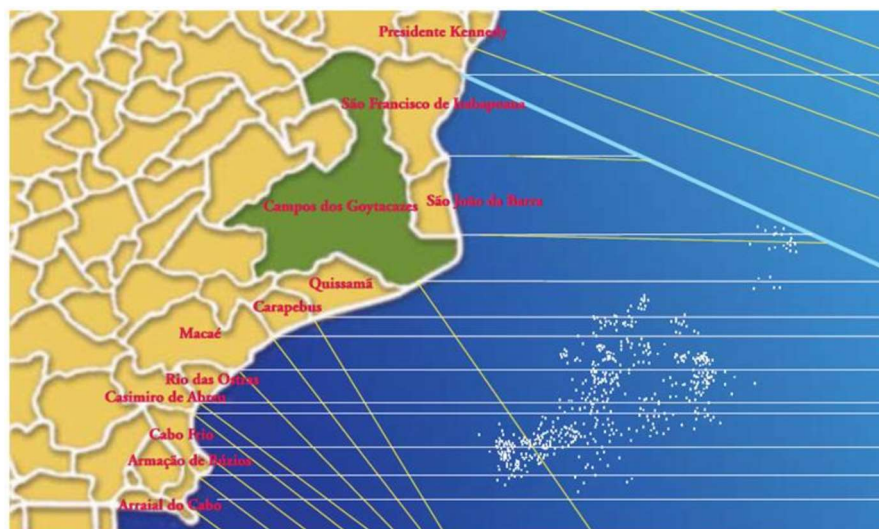 Presidente Kennedy
São Francisco de Itabapoana
São João da Barra
Campos dos Goytacazes
Quissamã
Carapebus
Macaé
Rio das Ostras
Casimiro de Abreu
Cabo Frio
Armação de Búzios
Arraial do Cabo